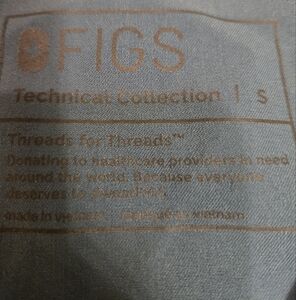 FIGS
Technical Collection | S
Threads for Threads™
Donating to healthcare providers in need
around the world. Because everyone
deserves to
made in vietnam vietnam